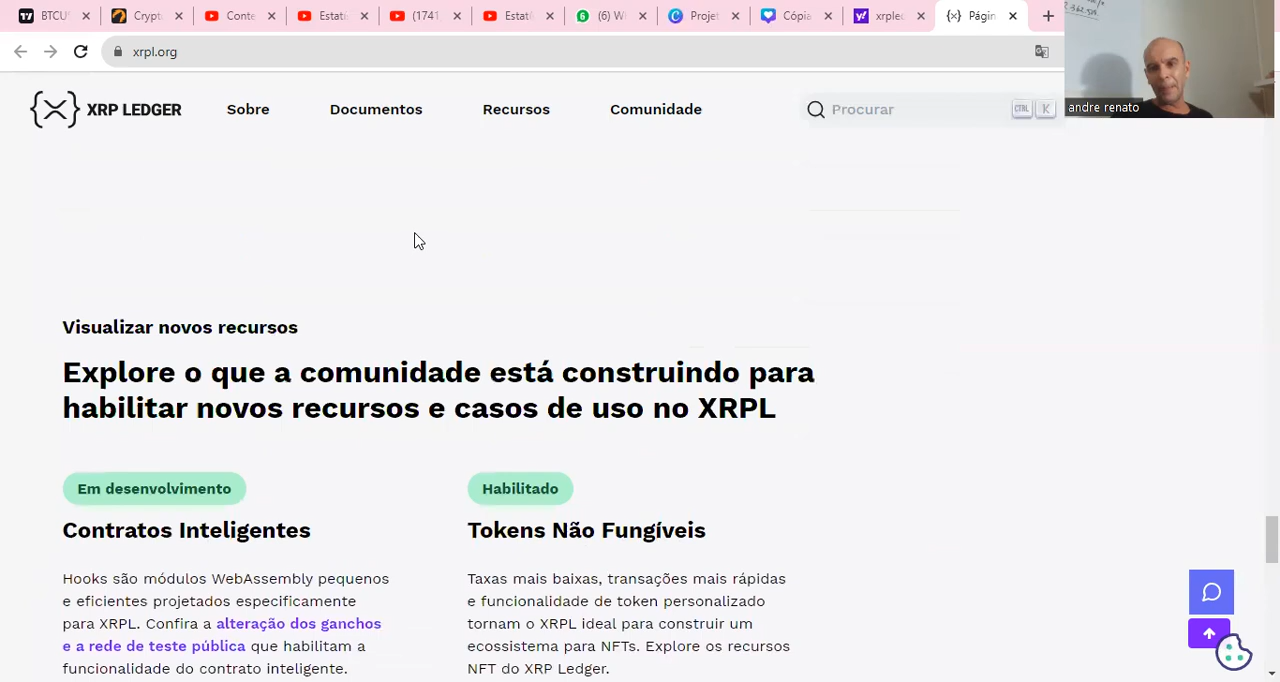 BTCU
Crypt
Conte
Estati
(1741
Estat
(6) W
Projet
Cópia
xrplec
Págin
xrpl.org
XRP LEDGER
Sobre
Documentos
Recursos
Comunidade
Procurar
CTRL K
andre renato
Visualizar novos recursos
Explore o que a comunidade está construindo para
habilitar novos recursos e casos de uso no XRPL
Em desenvolvimento
Habilitado
Contratos Inteligentes
Tokens Não Fungíveis
Hooks são módulos WebAssembly pequenos
e eficientes projetados especificamente
para XRPL. Confira a alteração dos ganchos
e a rede de teste pública que habilitam a
funcionalidade do contrato inteligente.
Taxas mais baixas, transações mais rápidas
e funcionalidade de token personalizado
tornam o XRPL ideal para construir um
ecossistema para NFTs. Explore os recursos
NFT do XRP Ledger.